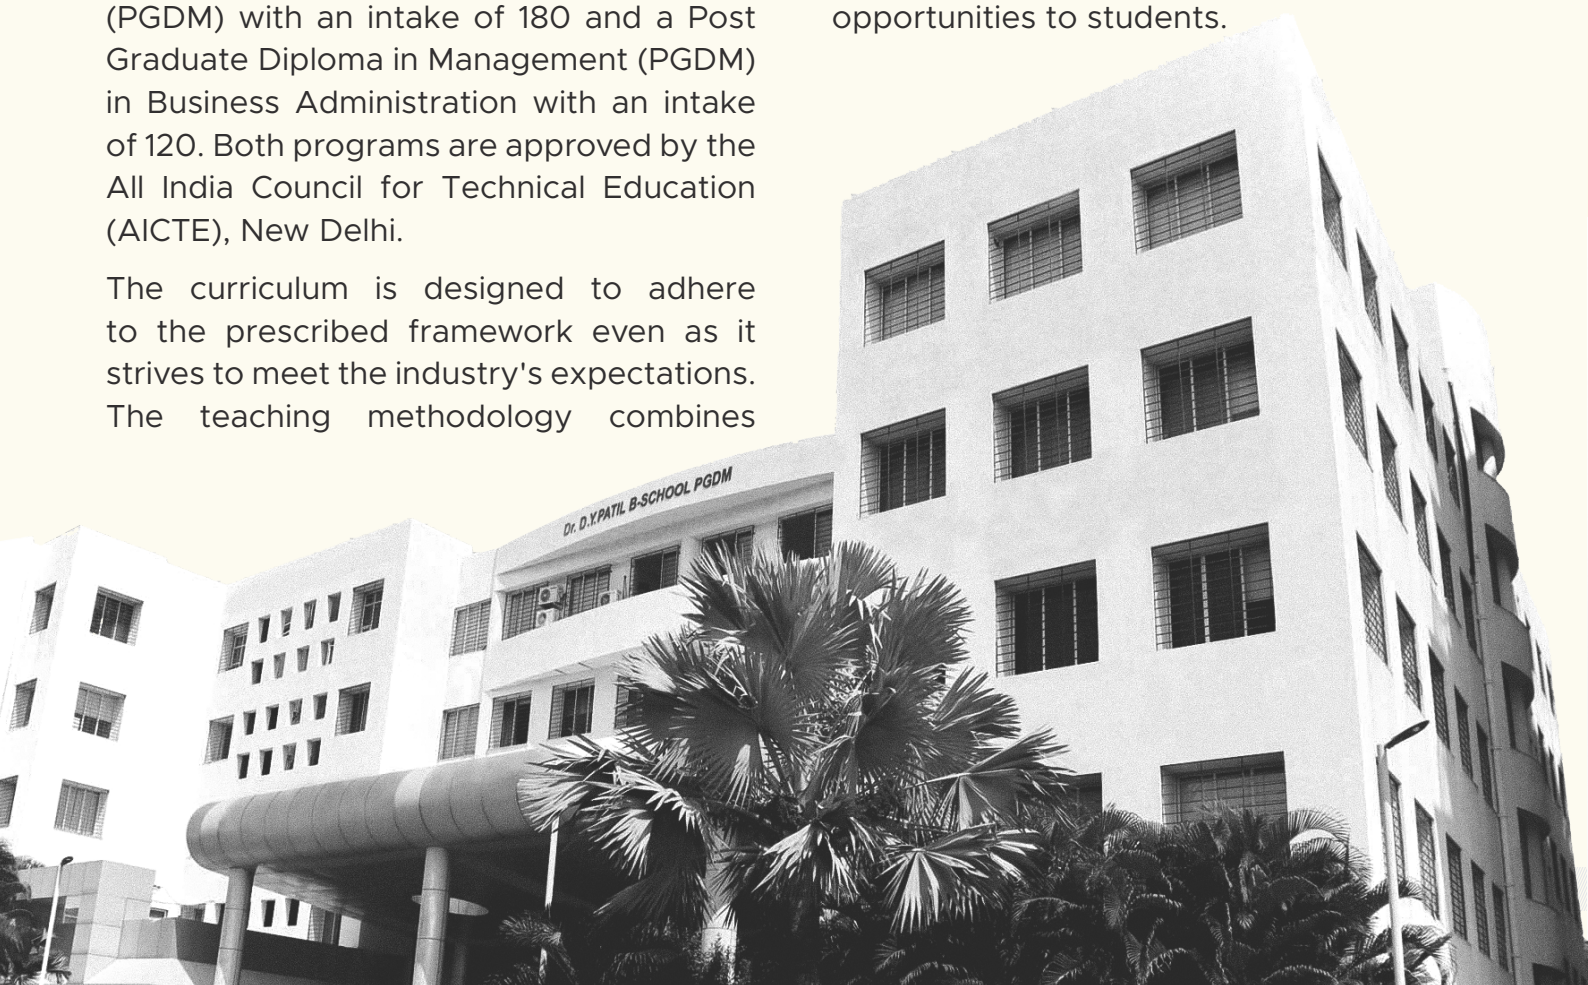 (PGDM) with an intake of 180 and a Post
Graduate Diploma in Management (PGDM)
in Business Administration with an intake
of 120. Both programs are approved by the
All India Council for Technical Education
(AICTE), New Delhi.
The curriculum is designed to adhere
to the prescribed framework even as it
strives to meet the industry's expectations.
The teaching methodology combines
opportunities to students.
Dr. D.Y.PATIL B-SCHOOL PGDM